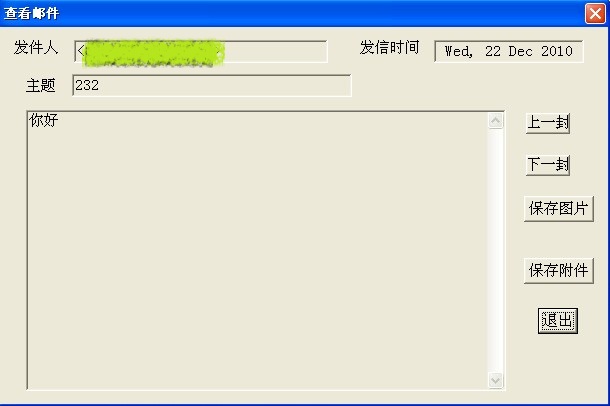 查看邮件
发件人 < 发信时间 Wed, 22 Dec 2010
主题 232
你好
上一封
下一封
保存图片
保存附件
退出